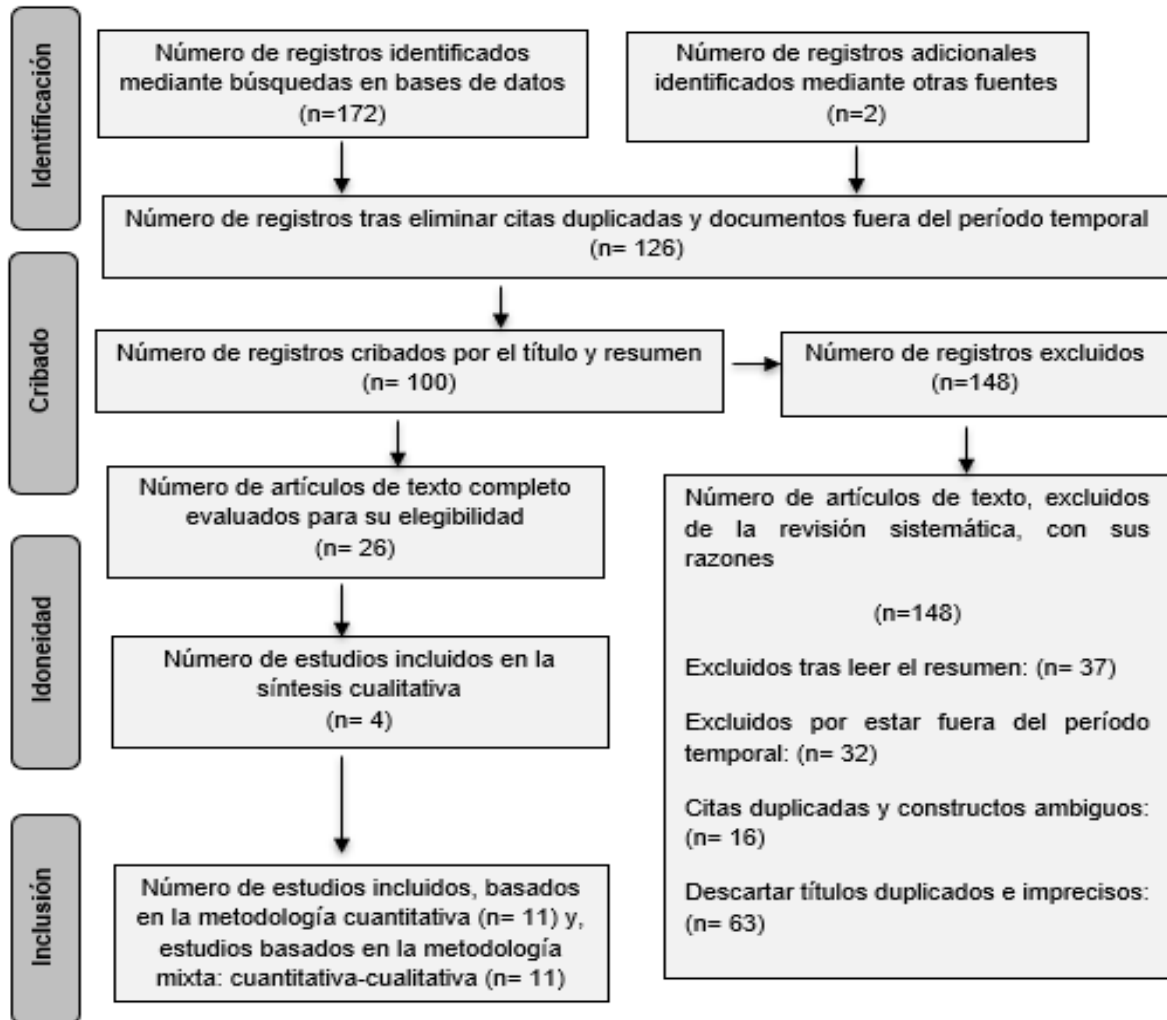 Identificación
Número de registros identificados
mediante búsquedas en bases de datos
(n=172)
Número de registros adicionales
identificados mediante otras fuentes
(n=2)
Número de registros tras eliminar citas duplicadas y documentos fuera del período temporal
(n= 126)
Cribado
Número de registros cribados por el título y resumen
(n= 100)
Número de registros excluidos
(n=148)
Número de artículos de texto completo
evaluados para su elegibilidad
(n= 26)
Idoneidad
Número de estudios incluidos en la
síntesis cualitativa
(n= 4)
Número de artículos de texto, excluidos
de la revisión sistemática, con sus
razones
(n=148)
Excluidos tras leer el resumen: (n= 37)
Excluidos por estar fuera del período
temporal: (n= 32)
Citas duplicadas y constructos ambiguos:
(n= 16)
Descartar títulos duplicados e imprecisos:
(n= 63)
Inclusión
Número de estudios incluidos, basados
en la metodología cuantitativa (n= 11) y,
estudios basados en la metodología
mixta: cuantitativa-cualitativa (n= 11)